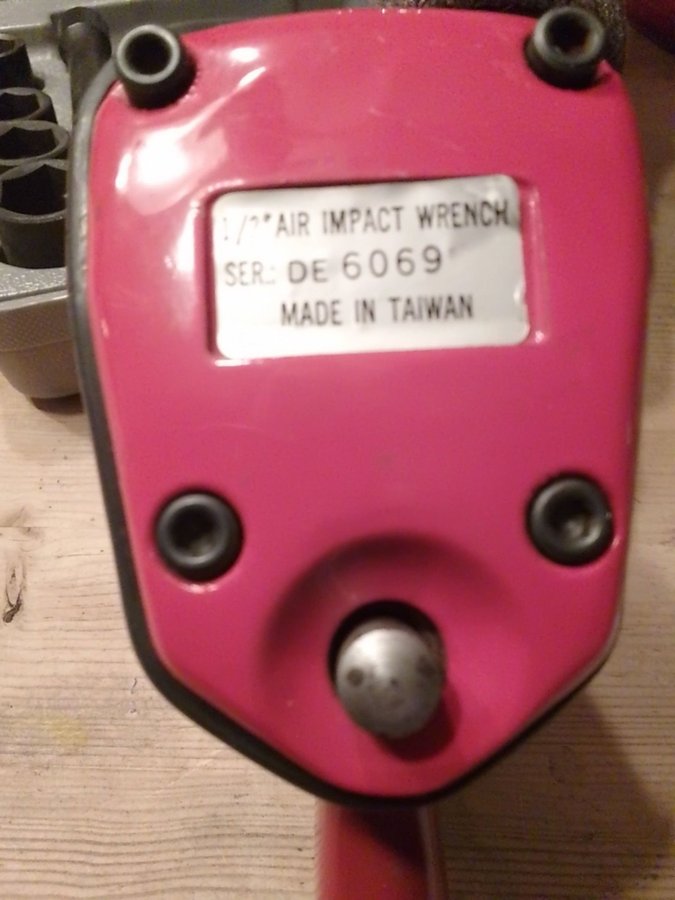 1/2" AIR IMPACT WRENCH
SER.: DE 6069
MADE IN TAIWAN